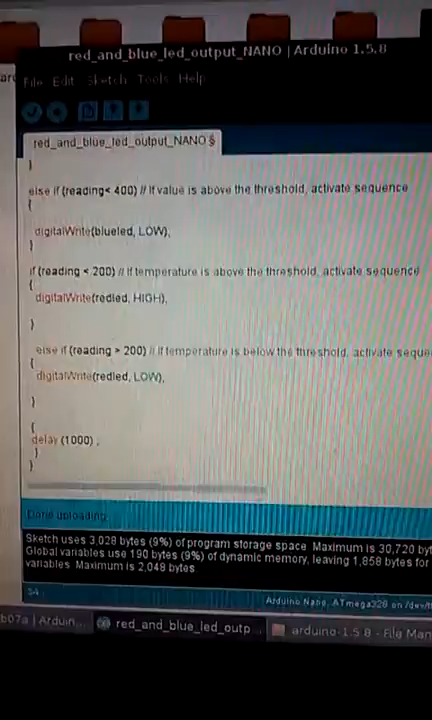 red_and_blue_led_output_NANO | Arduino 1.5.8
File Edit Sketch Tools Help
red_and_blue_led_output_NANO §
}
else if (reading< 400) // If value is above the threshold, activate sequence
{
digitalWrite(blueled, LOW);
}
if (reading < 200) // If temperature is above the threshold, activate sequence
{
digitalWrite(redled, HIGH);
}
else if (reading > 200) // If temperature is below the threshold, activate seque
{
digitalWrite(redled, LOW);
}
{
delay (1000) ;
}
}
Done uploading.
Sketch uses 3,028 bytes (9%) of program storage space. Maximum is 30,720 byt
Global variables use 190 bytes (9%) of dynamic memory, leaving 1,858 bytes for
variables. Maximum is 2,048 bytes.
54
Arduino Nano, ATmega328 on /dev/t
b07a | Arduin...
red_and_blue_led_outp...
arduino-1.5.8 - File Man